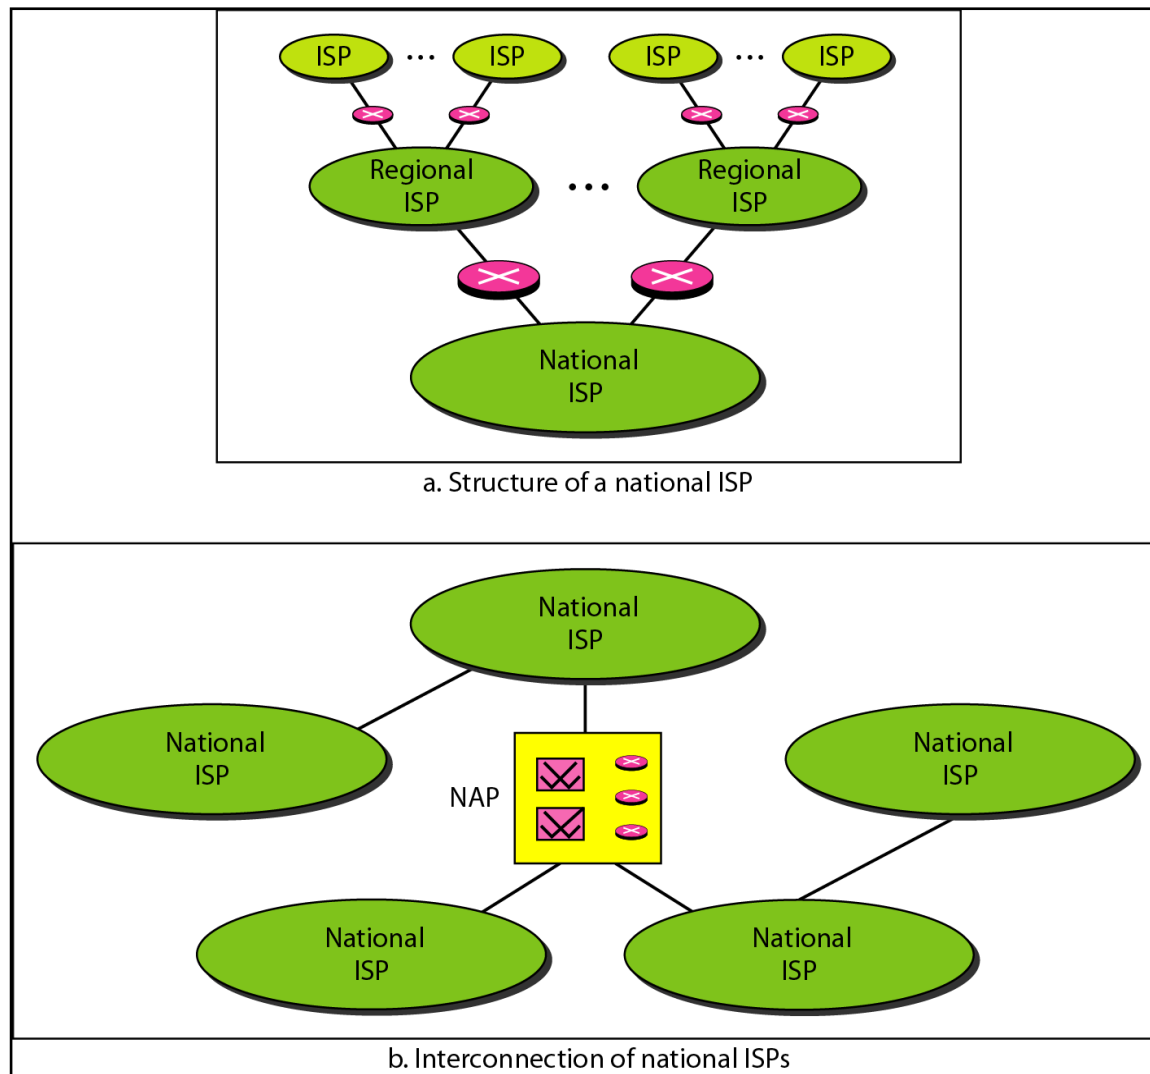 ISP ... ISP ISP ... ISP
Regional
ISP
...
Regional
ISP
National
ISP
a. Structure of a national ISP
National
ISP
National
ISP
National
ISP
NAP
National
ISP
National
ISP
b. Interconnection of national ISPs